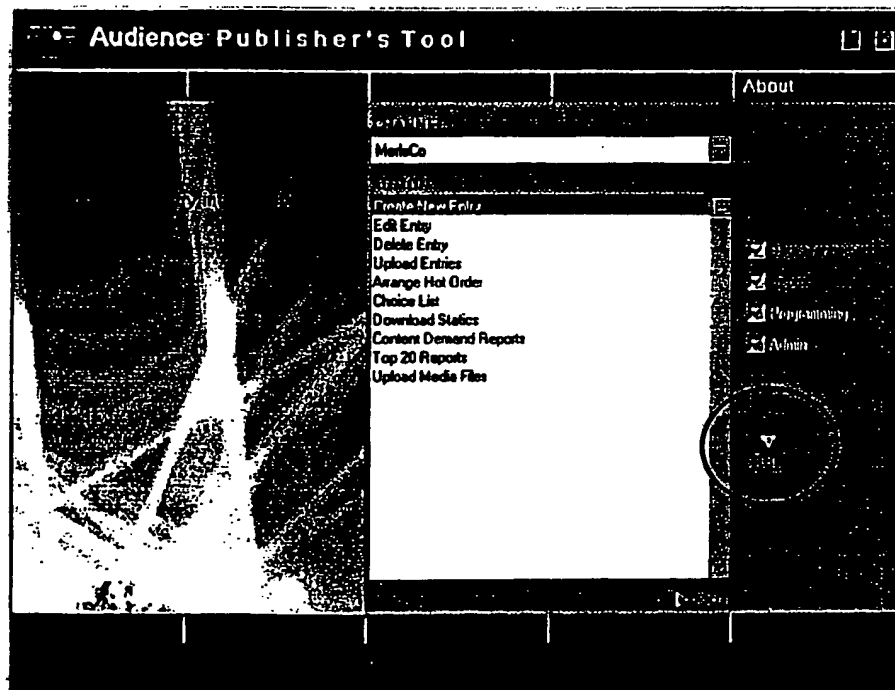 Audience Publisher's Tool
About
MerleCo
Create New Entry
Edit Entry
Delete Entry
Upload Entries
Arrange Hot Order
Choice List
Download Statics
Content Demand Reports
Top 20 Reports
Upload Media Files
Programming
Admin